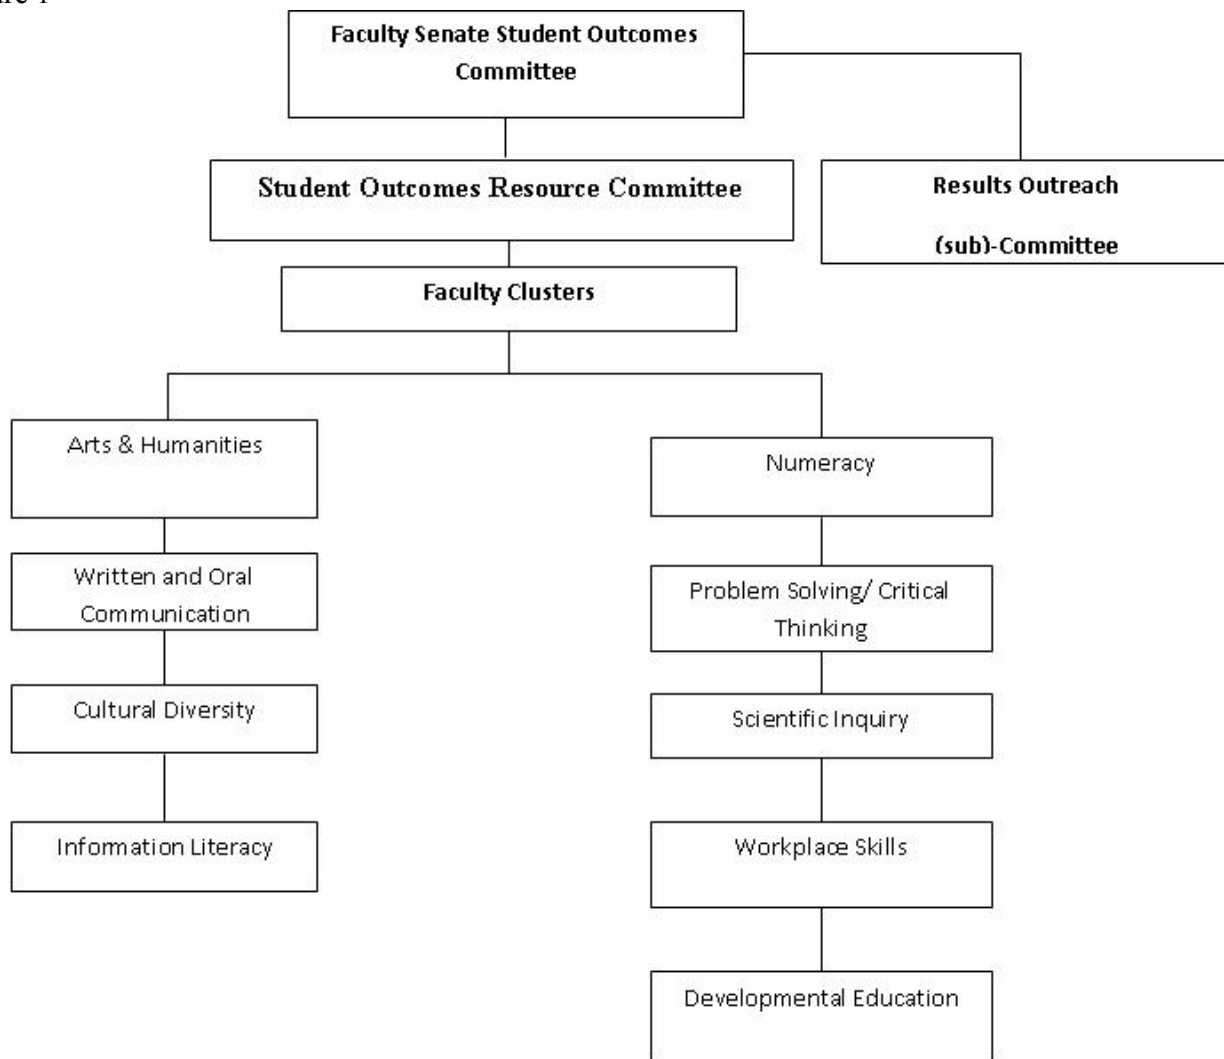 Faculty Senate Student Outcomes
Committee
Student Outcomes Resource Committee
Results Outreach
(sub)-Committee
Faculty Clusters
Arts & Humanities
Written and Oral
Communication
Cultural Diversity
Information Literacy
Numeracy
Problem Solving/ Critical
Thinking
Scientific Inquiry
Workplace Skills
Developmental Education